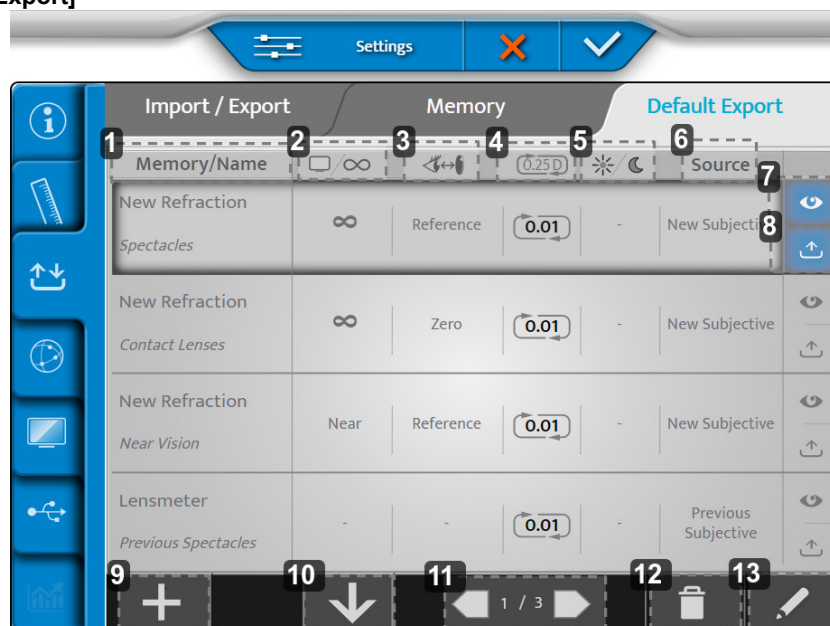 Export]
Settings
Import / Export Memory Default Export
1 2 3 4 5 6
Memory/Name 0.25 D Source
7
New Refraction
Spectacles
∞ Reference 0.01 - New Subjecti
8
New Refraction
Contact Lenses
∞ Zero 0.01 - New Subjective
New Refraction
Near Vision
Near Reference 0.01 - New Subjective
Lensmeter
Previous Spectacles
- - 0.01 - Previous
Subjective
9 10 11 12 13
1 / 3